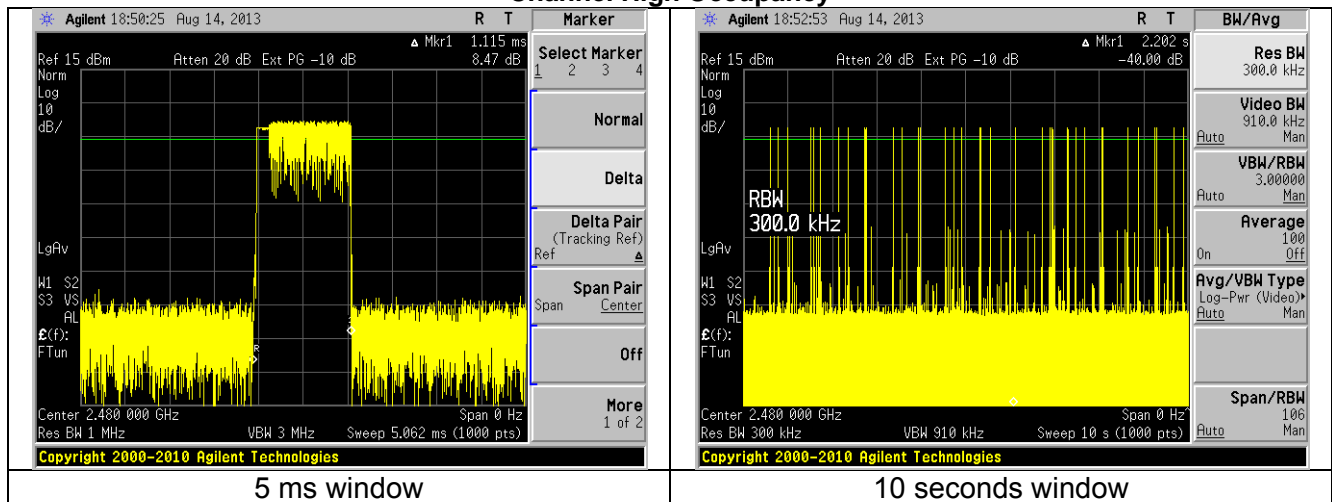 Channel High Occupancy
Agilent 18:50:25 Aug 14, 2013 R T
▲ Mkr1 1.115 ms
Ref 15 dBm Atten 20 dB Ext PG -10 dB 8.47 dB
Norm
Log
10
dB/
LgAv
W1 S2
S3 VS
AL
£(f):
FTun
R
Center 2.480 000 GHz Span 0 Hz
Res BW 1 MHz VBW 3 MHz Sweep 5.062 ms (1000 pts)
Copyright 2000-2010 Agilent Technologies
Marker
Select Marker
1 2 3 4
Normal
Delta
Delta Pair
(Tracking Ref)
Ref ▲
Span Pair
Span Center
Off
More
1 of 2
5 ms window
Agilent 18:52:53 Aug 14, 2013 R T
▲ Mkr1 2.202 s
Ref 15 dBm Atten 20 dB Ext PG -10 dB -40.00 dB
Norm
Log
10
dB/
RBW
300.0 kHz
LgAv
W1 S2
S3 VS
AL
£(f):
FTun
Center 2.480 000 GHz Span 0 Hz^
Res BW 300 kHz VBW 910 kHz Sweep 10 s (1000 pts)
Copyright 2000-2010 Agilent Technologies
BW/Avg
Res BW
300.0 kHz
Video BW
910.0 kHz
Auto Man
VBW/RBW
3.00000
Auto Man
Average
100
On Off
Avg/VBW Type
Log-Pwr (Video)▸
Auto Man
Span/RBW
106
Auto Man
10 seconds window